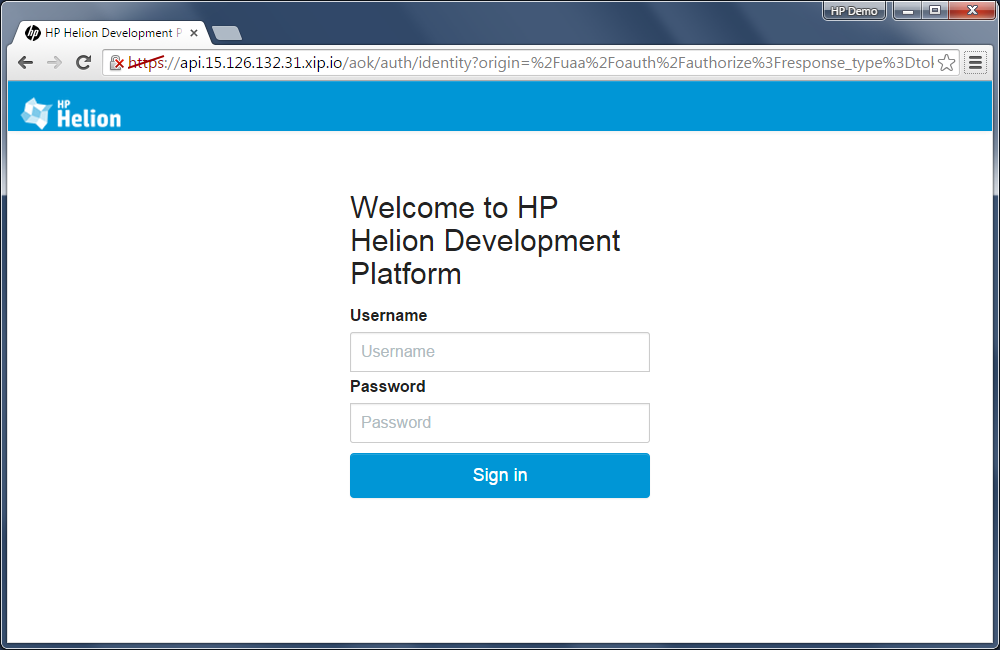 HP Demo
HP Helion Development P
https://api.15.126.132.31.xip.io/aok/auth/identity?origin=%2Fuaa%2Foauth%2Fauthorize%3Fresponse_type%3Dtok
HP
Helion
Welcome to HP
Helion Development
Platform
Username
Username
Password
Password
Sign in